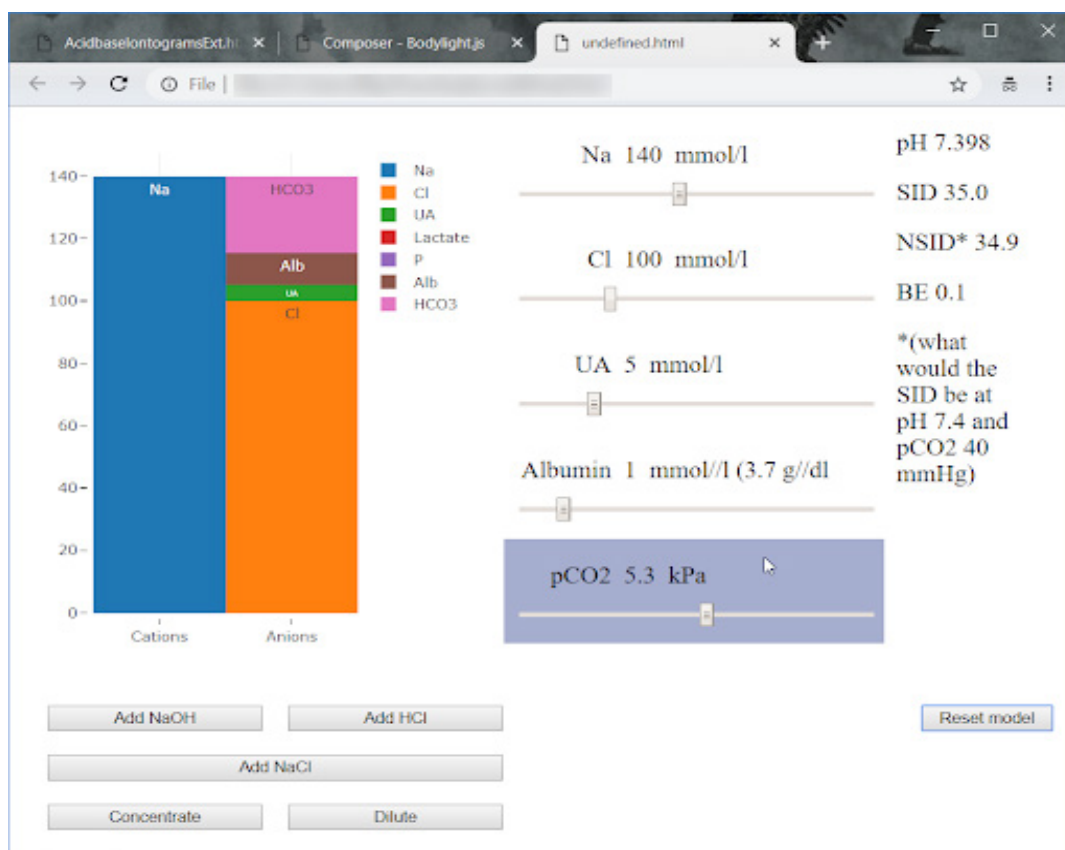 AcidbaseIontogramsExt.ht
Composer - Bodylight.js
undefined.html
File
140
120
100
80
60
40
20
0
Na
HCO3
Alb
UA
Cl
Cations
Anions
Na
Cl
UA
Lactate
P
Alb
HCO3
Na 140 mmol/l
Cl 100 mmol/l
UA 5 mmol/l
Albumin 1 mmol//l (3.7 g//dl
pCO2 5.3 kPa
pH 7.398
SID 35.0
NSID* 34.9
BE 0.1
*(what
would the
SID be at
pH 7.4 and
pCO2 40
mmHg)
Add NaOH
Add HCl
Add NaCl
Concentrate
Dilute
Reset model